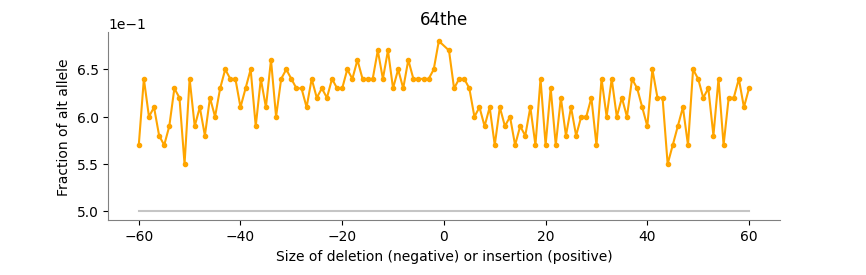 64the
1e−1
6.5
6.0
5.5
5.0
Fraction of alt allele
−60 −40 −20 0 20 40 60
Size of deletion (negative) or insertion (positive)